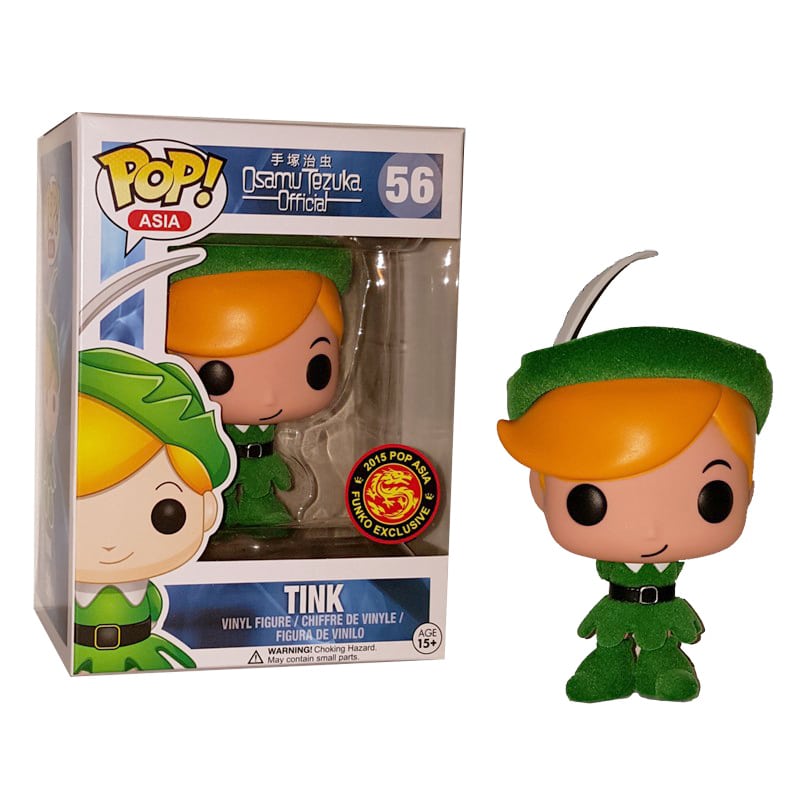 POP!
ASIA
手塚治虫
Osamu Tezuka
Official
56
2015 POP ASIA
FUNKO EXCLUSIVE
TINK
VINYL FIGURE / CHIFFRE DE VINYLE /
FIGURA DE VINILO
WARNING! Choking Hazard.
May contain small parts.
AGE
15+